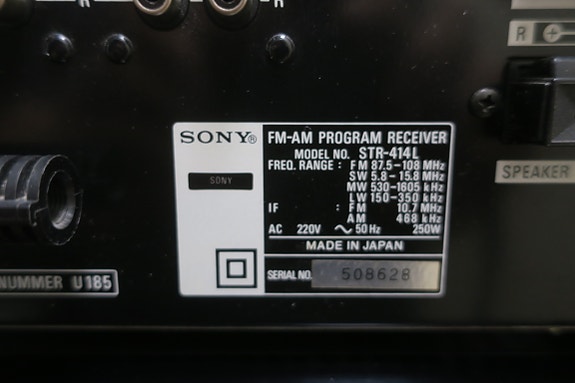 R
R
SONY®
SONY
FM-AM PROGRAM RECEIVER
MODEL NO. STR-414L
FREQ. RANGE : FM 87.5-108 MHz
SW 5.8-15.8 MHz
MW 530-1605 kHz
LW 150-350 kHz
IF : FM 10.7 MHz
AM 468 kHz
AC 220V ~ 50 Hz 250W
MADE IN JAPAN
SERIAL NO. 508628
SPEAKER
NUMMER U185